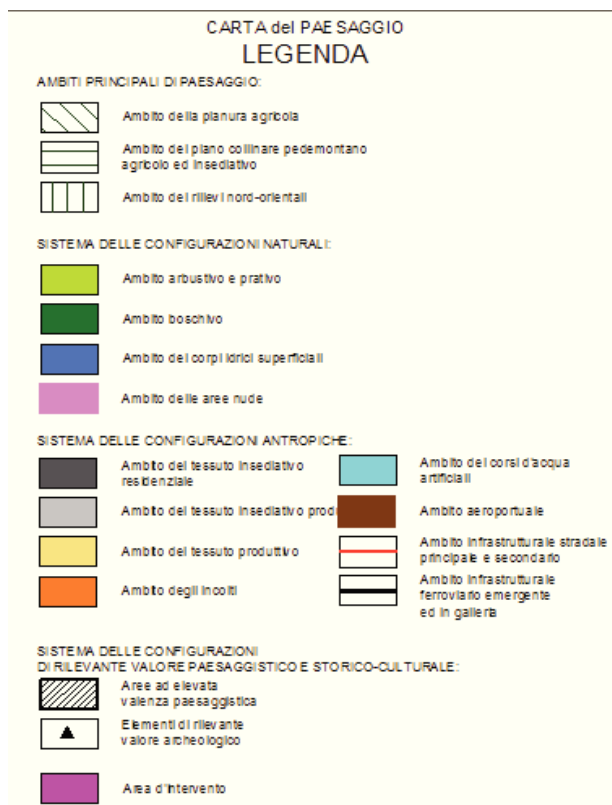 CARTA del PAESAGGIO
LEGENDA
AMBITI PRINCIPALI DI PAESAGGIO:
Ambito della pianura agricola
Ambito del piano collinare pedemontano
agricolo ed insediativo
Ambito dei rilievi nord-orientali
SISTEMA DELLE CONFIGURAZIONI NATURALI:
Ambito arbustivo e prativo
Ambito boschivo
Ambito dei corpi idrici superficiali
Ambito delle aree nude
SISTEMA DELLE CONFIGURAZIONI ANTROPICHE:
Ambito del tessuto insediativo
residenziale
Ambito del tessuto insediativo prod
Ambito del tessuto produttivo
Ambito degli incolti
Ambito dei corsi d'acqua
artificiali
Ambito aeroportuale
Ambito infrastrutturale stradale
principale e secondario
Ambito infrastrutturale
ferroviario emergente
ed in galleria
SISTEMA DELLE CONFIGURAZIONI
DI RILEVANTE VALORE PAESAGGISTICO E STORICO-CULTURALE:
Aree ad elevata
valenza paesaggistica
Elementi di rilevante
valore archeologico
Area d'intervento